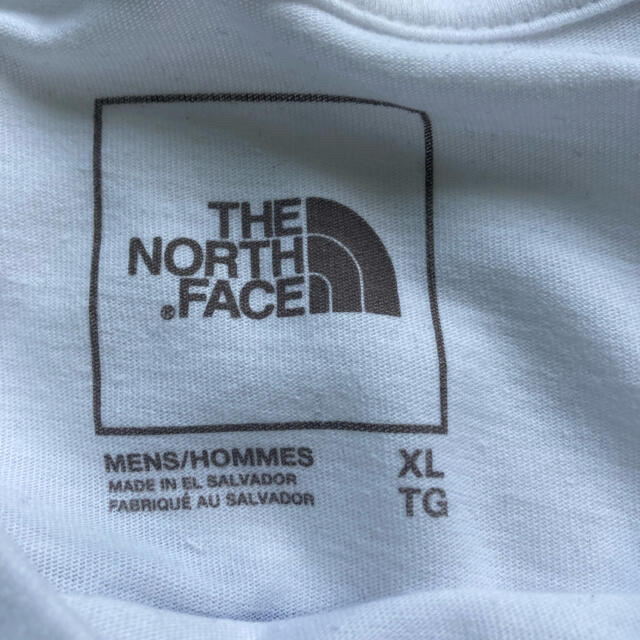 THE
NORTH
®FACE
MENS/HOMMES XL
MADE IN EL SALVADOR TG
FABRIQUÉ AU SALVADOR